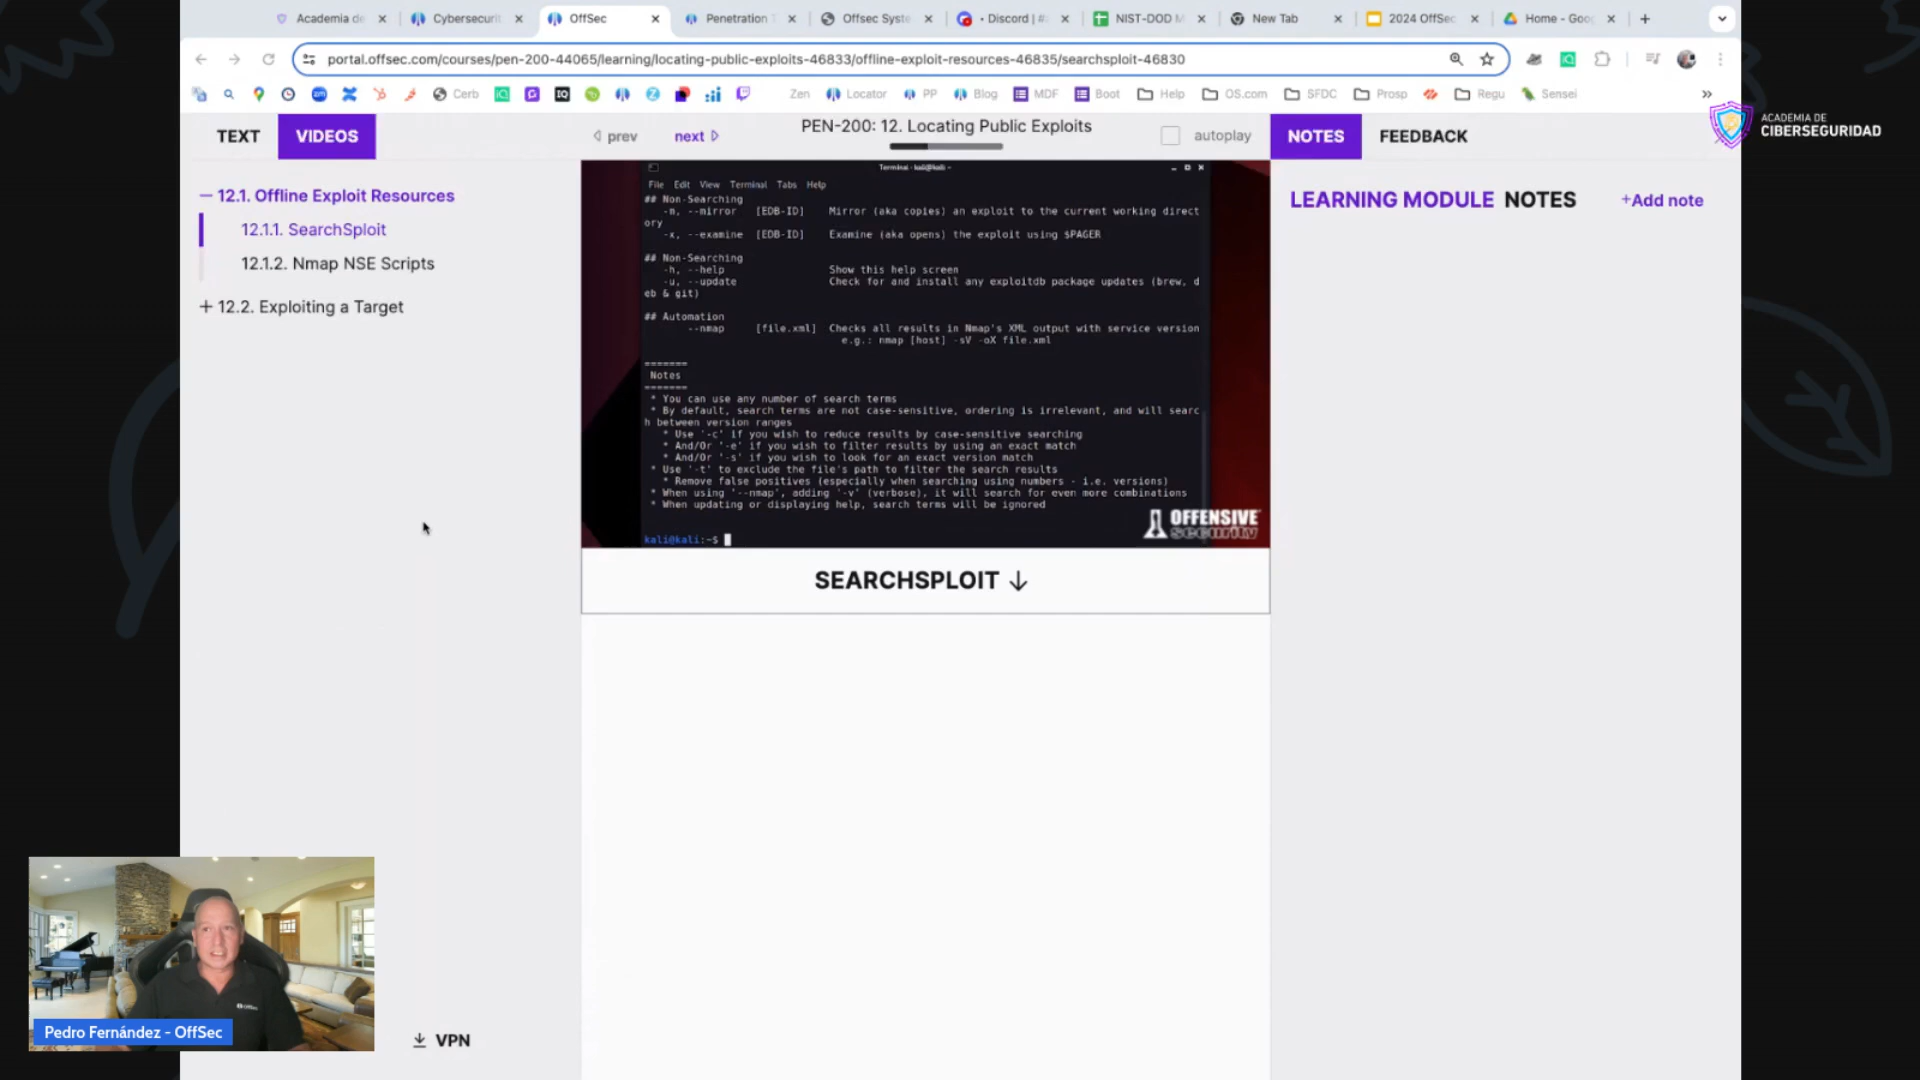 Academia de
Cybersecurit
OffSec
Penetration T
Offsec Syste
• Discord | #
NIST-DOD M
New Tab
2024 OffSec
Home - Goo
portal.offsec.com/courses/pen-200-44065/learning/locating-public-exploits-46833/offline-exploit-resources-46835/searchsploit-46830
Cerb
Zen
Locator
PP
Blog
MDF
Boot
Help
OS.com
SFDC
Prosp
Regu
Sensei
ACADEMIA DE
CIBERSEGURIDAD
TEXT
VIDEOS
prev
next
PEN-200: 12. Locating Public Exploits
autoplay
NOTES
FEEDBACK
12.1. Offline Exploit Resources
12.1.1. SearchSploit
12.1.2. Nmap NSE Scripts
12.2. Exploiting a Target
Terminal - kali@kali: ~
File Edit View Terminal Tabs Help
## Non-Searching
-m, --mirror [EDB-ID] Mirror (aka copies) an exploit to the current working direct
ory
-x, --examine [EDB-ID] Examine (aka opens) the exploit using $PAGER
## Non-Searching
-h, --help Show this help screen
-u, --update Check for and install any exploitdb package updates (brew, d
eb & git)
## Automation
--nmap [file.xml] Checks all results in Nmap's XML output with service version
e.g.: nmap [host] -sV -oX file.xml
=======
Notes
=======
* You can use any number of search terms
* By default, search terms are not case-sensitive, ordering is irrelevant, and will searc
h between version ranges
* Use '-c' if you wish to reduce results by case-sensitive searching
* And/Or '-e' if you wish to filter results by using an exact match
* And/Or '-s' if you wish to look for an exact version match
* Use '-t' to exclude the file's path to filter the search results
* Remove false positives (especially when searching using numbers - i.e. versions)
* When using '--nmap', adding '-v' (verbose), it will search for even more combinations
* When updating or displaying help, search terms will be ignored
kali@kali:~$
OFFENSIVE
security
SEARCHSPLOIT
LEARNING MODULE NOTES
+Add note
OffSec
Pedro Fernández - OffSec
VPN